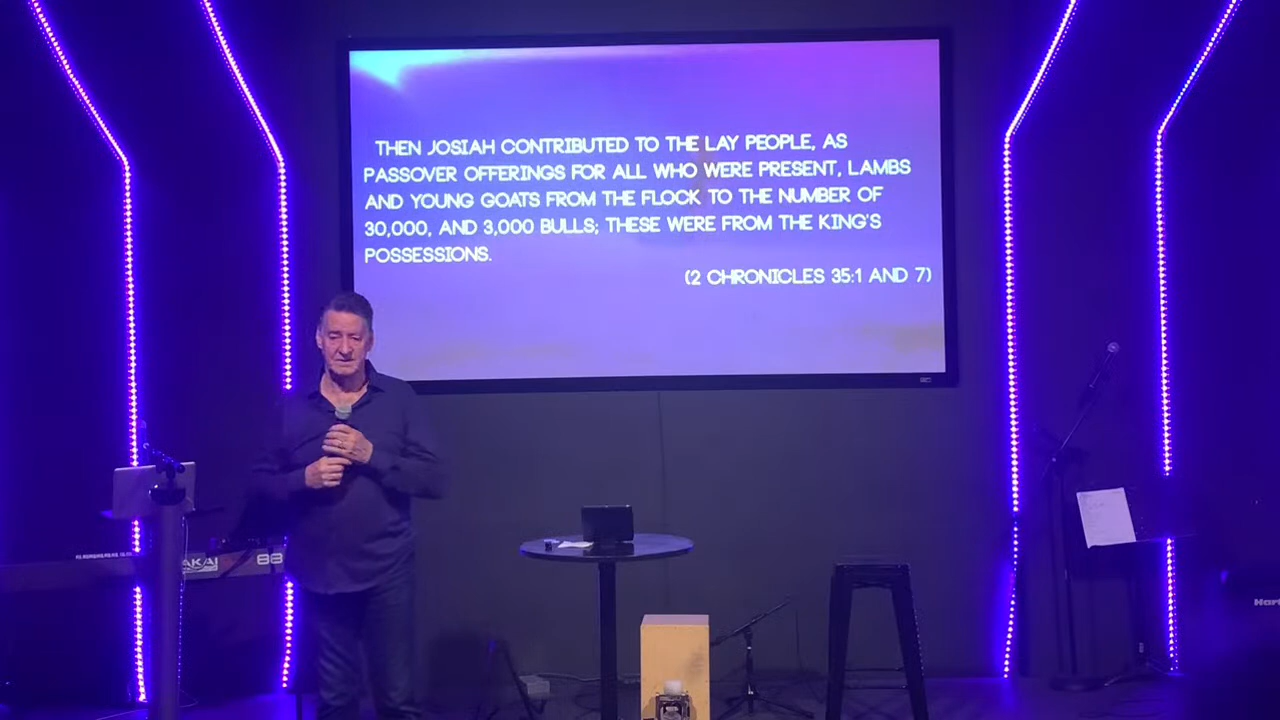 THEN JOSIAH CONTRIBUTED TO THE LAY PEOPLE, AS
PASSOVER OFFERINGS FOR ALL WHO WERE PRESENT, LAMBS
AND YOUNG GOATS FROM THE FLOCK TO THE NUMBER OF
30,000, AND 3,000 BULLS; THESE WERE FROM THE KING'S
POSSESSIONS.
(2 CHRONICLES 35:1 AND 7)
AKAI
88
Hart